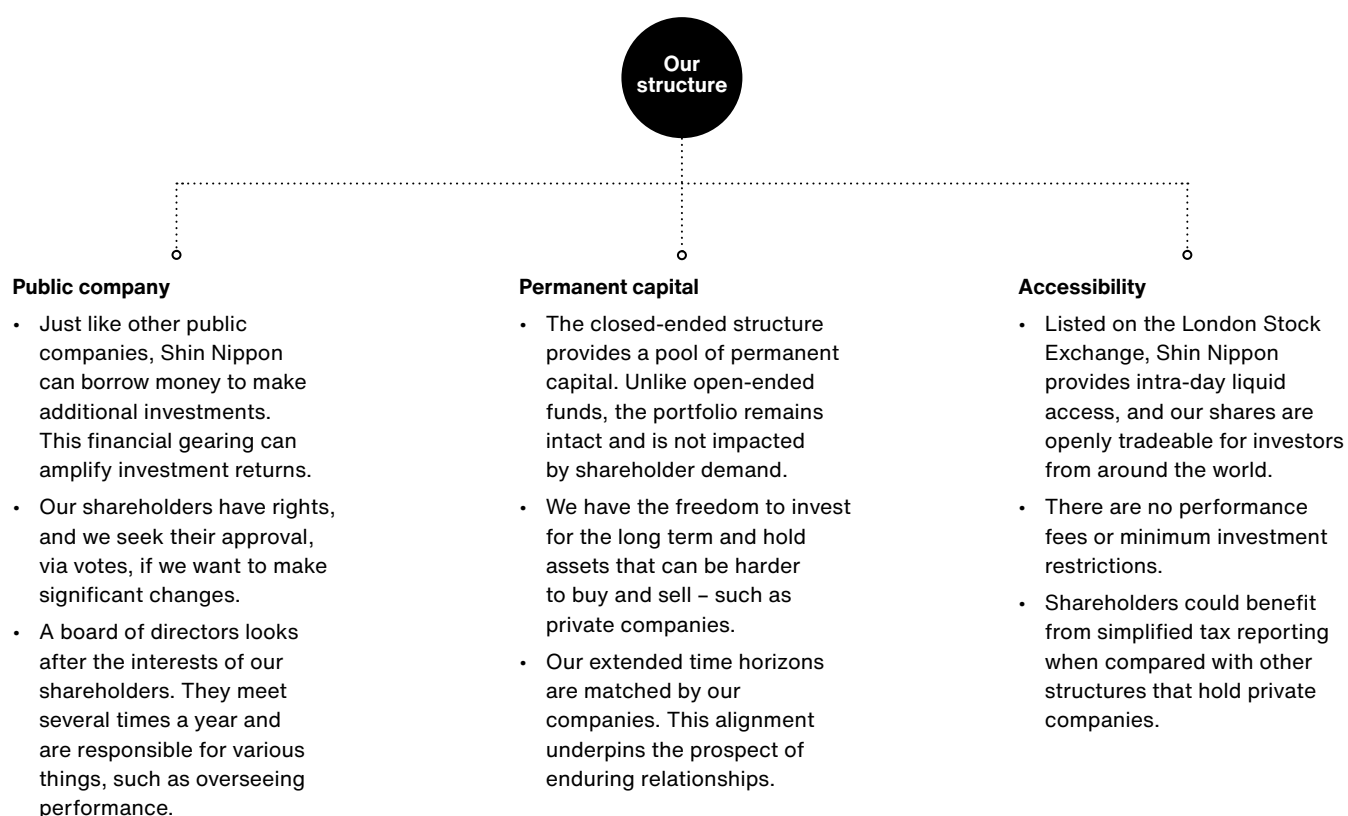 Our
structure
Public company
• Just like other public
companies, Shin Nippon
can borrow money to make
additional investments.
This financial gearing can
amplify investment returns.
• Our shareholders have rights,
and we seek their approval,
via votes, if we want to make
significant changes.
• A board of directors looks
after the interests of our
shareholders. They meet
several times a year and
are responsible for various
things, such as overseeing
performance.
Permanent capital
• The closed-ended structure
provides a pool of permanent
capital. Unlike open-ended
funds, the portfolio remains
intact and is not impacted
by shareholder demand.
• We have the freedom to invest
for the long term and hold
assets that can be harder
to buy and sell – such as
private companies.
• Our extended time horizons
are matched by our
companies. This alignment
underpins the prospect of
enduring relationships.
Accessibility
• Listed on the London Stock
Exchange, Shin Nippon
provides intra-day liquid
access, and our shares are
openly tradeable for investors
from around the world.
• There are no performance
fees or minimum investment
restrictions.
• Shareholders could benefit
from simplified tax reporting
when compared with other
structures that hold private
companies.